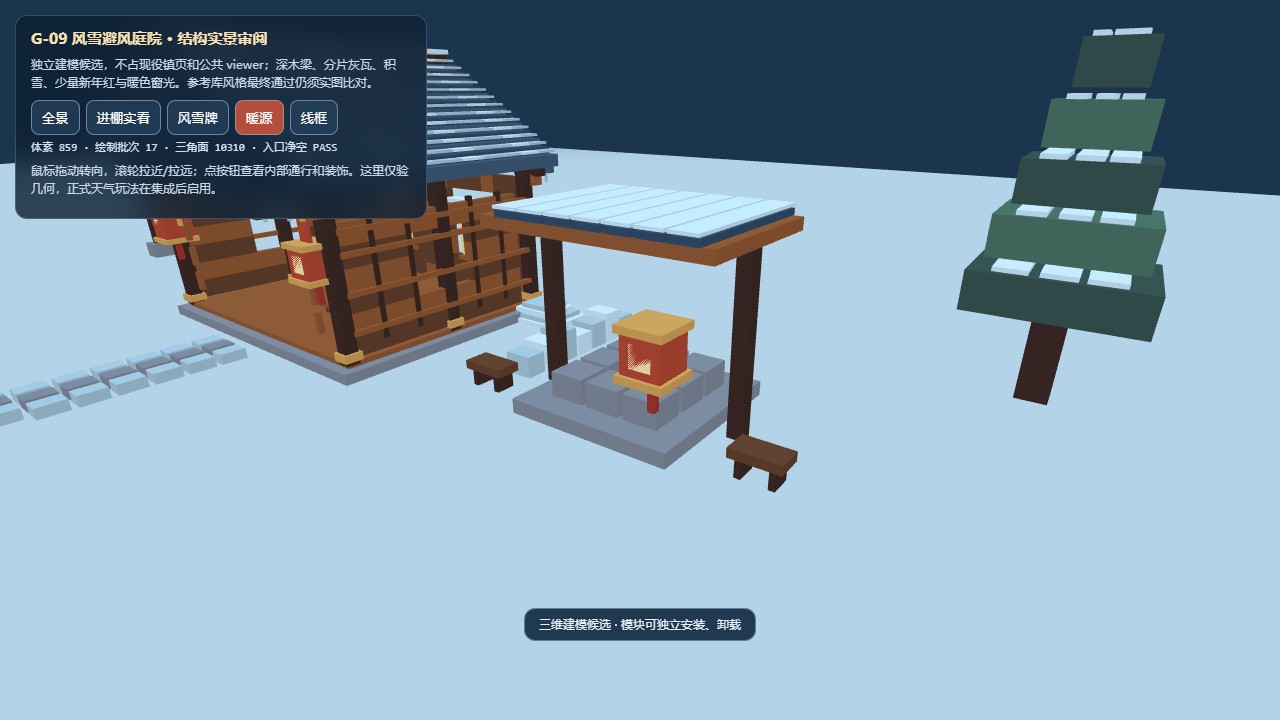 G-09 风雪避风庭院 · 结构实景审阅
独立建模候选，不占现役首页和公共 viewer；深木梁、分片灰瓦、积
雪、少量新年红与暖色窗光。参考库风格最终通过仍须实图比对。
全景 进棚实看 风雪牌 暖源 线框
体素 859 · 绘制批次 17 · 三角面 10310 · 入口净空 PASS
鼠标拖动转向，滚轮拉近/拉远；点按钮查看内部通行和装饰。这里仅验
几何，正式天气玩法在集成后启用。
三维建模候选 · 模块可独立安装、卸载